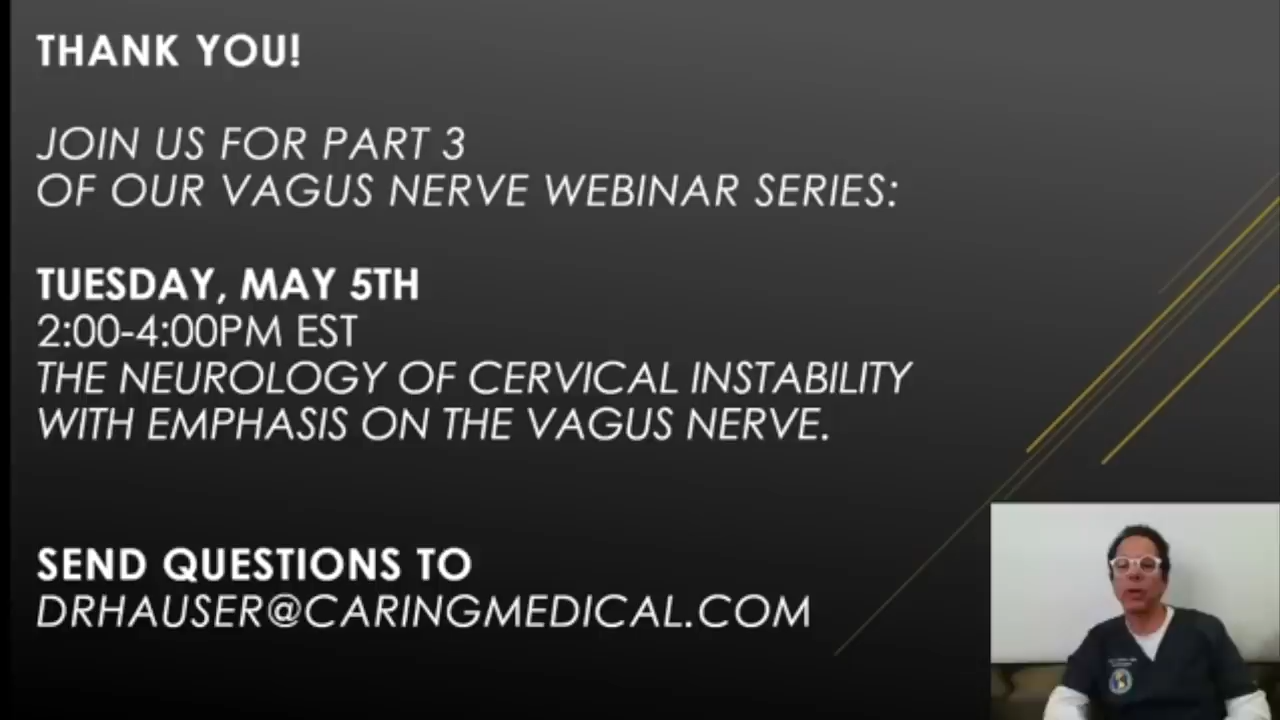 THANK YOU!
JOIN US FOR PART 3
OF OUR VAGUS NERVE WEBINAR SERIES:
TUESDAY, MAY 5TH
2:00-4:00PM EST
THE NEUROLOGY OF CERVICAL INSTABILITY
WITH EMPHASIS ON THE VAGUS NERVE.
SEND QUESTIONS TO
DRHAUSER@CARINGMEDICAL.COM